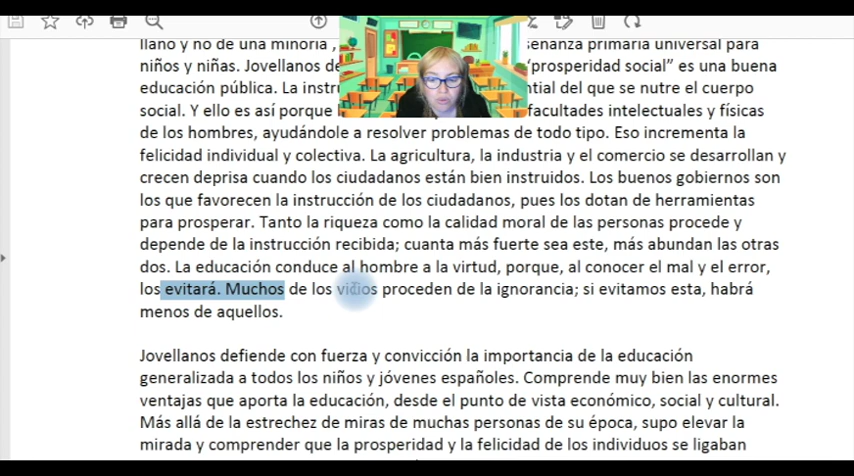 llano y no de una minoría , enseñanza primaria universal para
niños y niñas. Jovellanos "prosperidad social" es una buena
educación pública. La del que se nutre el cuerpo
social. Y ello es así porque facultades intelectuales y físicas
de los hombres, ayudándole a resolver problemas de todo tipo. Eso incrementa la
felicidad individual y colectiva. La agricultura, la industria y el comercio se desarrollan y
crecen deprisa cuando los ciudadanos están bien instruidos. Los buenos gobiernos son
los que favorecen la instrucción de los ciudadanos, pues los dotan de herramientas
para prosperar. Tanto la riqueza como la calidad moral de las personas procede y
depende de la instrucción recibida; cuanta más fuerte sea este, más abundan las otras
dos. La educación conduce al hombre a la virtud, porque, al conocer el mal y el error,
los evitará. Muchos de los vicios proceden de la ignorancia; si evitamos esta, habrá
menos de aquellos.
Jovellanos defiende con fuerza y convicción la importancia de la educación
generalizada a todos los niños y jóvenes españoles. Comprende muy bien las enormes
ventajas que aporta la educación, desde el punto de vista económico, social y cultural.
Más allá de la estrechez de miras de muchas personas de su época, supo elevar la
mirada y comprender que la prosperidad y la felicidad de los individuos se ligaban